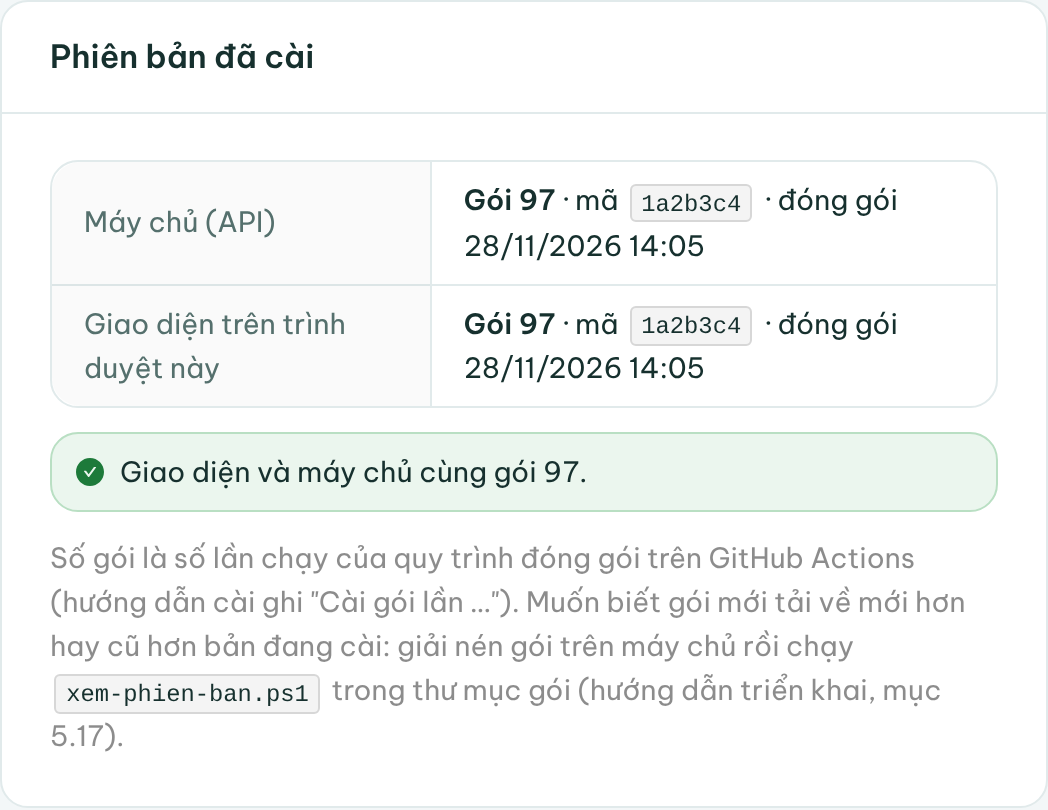 Phiên bản đã cài
Máy chủ (API)
Gói 97 · mã 1a2b3c4 · đóng gói
28/11/2026 14:05
Giao diện trên trình
duyệt này
Gói 97 · mã 1a2b3c4 · đóng gói
28/11/2026 14:05
Giao diện và máy chủ cùng gói 97.
Số gói là số lần chạy của quy trình đóng gói trên GitHub Actions
(hướng dẫn cài ghi "Cài gói lần ..."). Muốn biết gói mới tải về mới hơn
hay cũ hơn bản đang cài: giải nén gói trên máy chủ rồi chạy
xem-phien-ban.ps1 trong thư mục gói (hướng dẫn triển khai, mục
5.17).